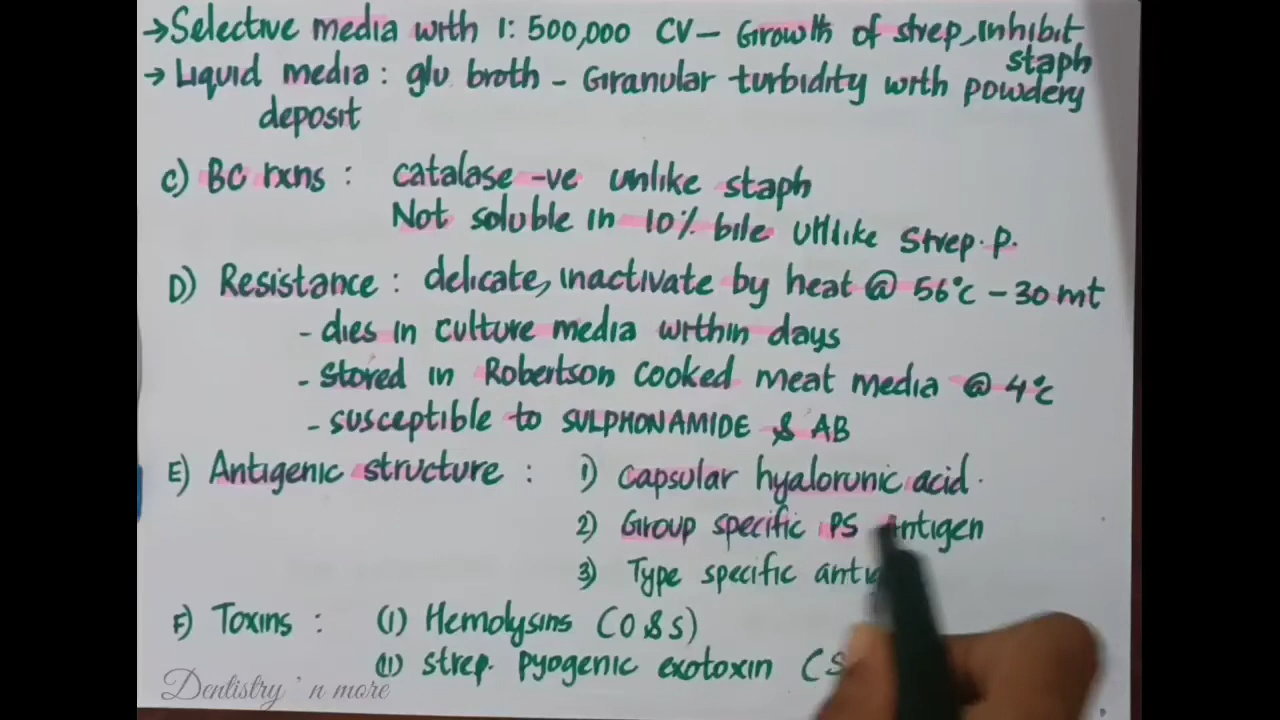 →Selective media with 1: 500,000 CV- Growth of strep, inhibit
staph
→ Liquid media : glu broth - Granular turbidity with powdery
deposit
C) BC rxns : catalase -ve unlike staph
Not soluble in 10% bile unlike Strep. P.
D) Resistance : delicate, inactivate by heat @ 56°c - 30 mt
- dies in culture media within days
- stored in Robertson cooked meat media @ 4°c
- susceptible to SULPHONAMIDE & AB
E) Antigenic structure : 1) capsular hyalorunic acid.
2) Group specific PS Antigen
3) Type specific
F) Toxins : (i) Hemolysins (O & S)
(ii) strep. pyogenic exotoxin (S
Dentistry ' n more